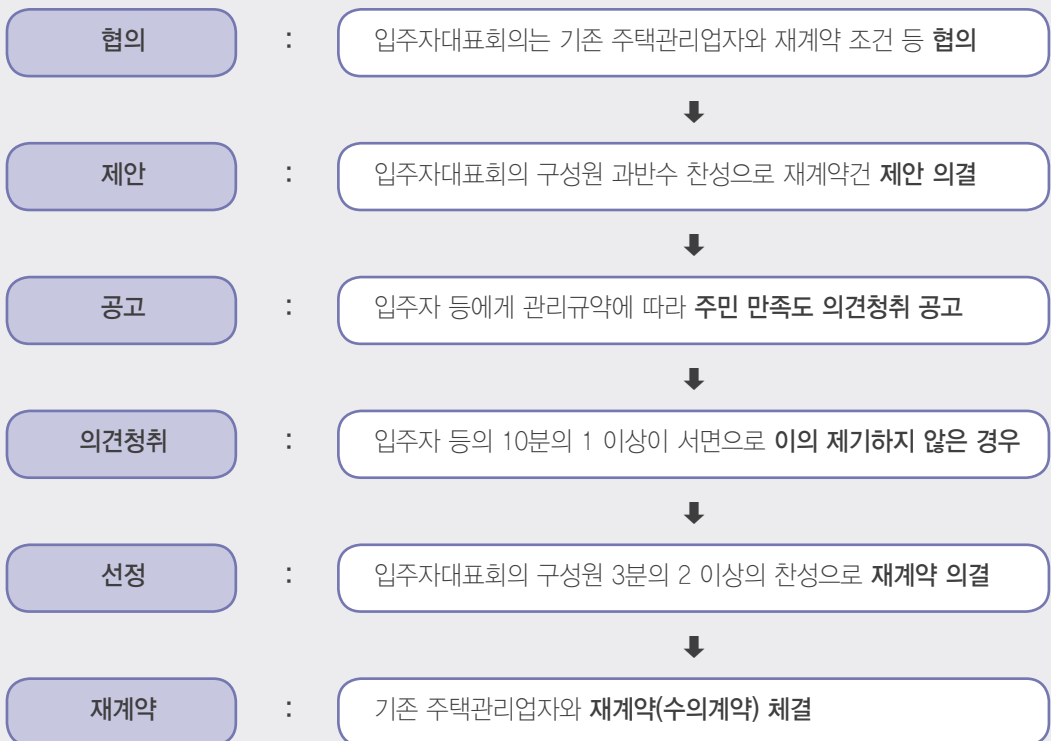 협의 : 입주자대표회의는 기존 주택관리업자와 재계약 조건 등 협의
제안 : 입주자대표회의 구성원 과반수 찬성으로 재계약건 제안 의결
공고 : 입주자 등에게 관리규약에 따라 주민 만족도 의견청취 공고
의견청취 : 입주자 등의 10분의 1 이상이 서면으로 이의 제기하지 않은 경우
선정 : 입주자대표회의 구성원 3분의 2 이상의 찬성으로 재계약 의결
재계약 : 기존 주택관리업자와 재계약(수의계약) 체결